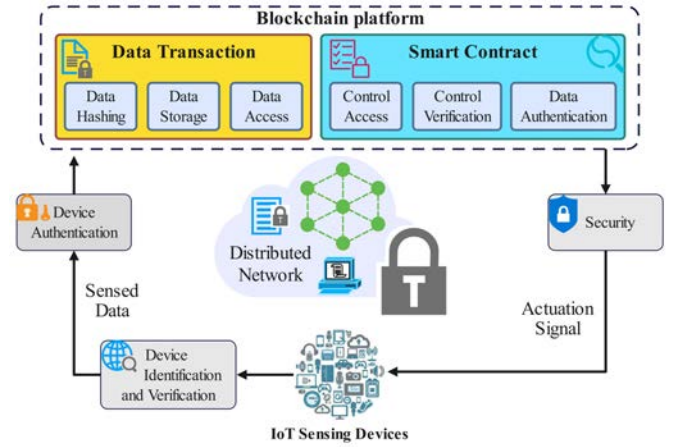 Blockchain platform
Data Transaction
Smart Contract
Data
Hashing
Data
Storage
Data
Access
Control
Access
Control
Verification
Data
Authentication
Device
Authentication
Distributed
Network
T
Security
Sensed
Data
Actuation
Signal
Device
Identification
and Verification
IoT Sensing Devices